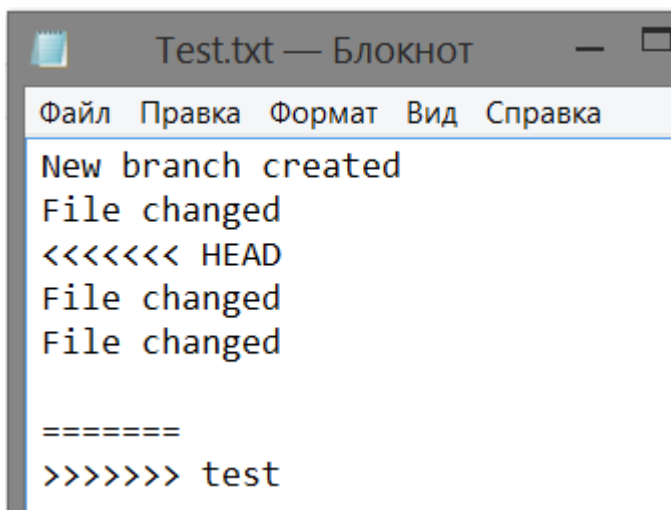 Test.txt — Блокнот
Файл Правка Формат Вид Справка
New branch created
File changed
<<<<<<< HEAD
File changed
File changed
=======
>>>>>>> test